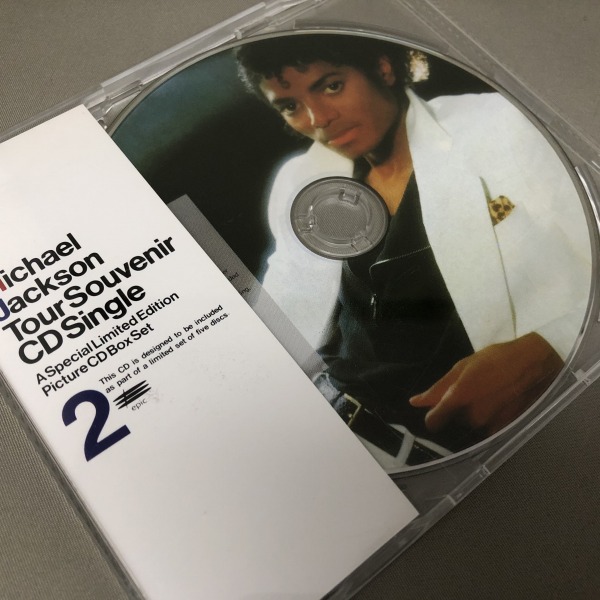 Michael
Jackson
Tour Souvenir
CD Single
A Special Limited Edition
Picture CD Box Set
2
This CD is designed to be included
as part of a limited set of five discs
epic